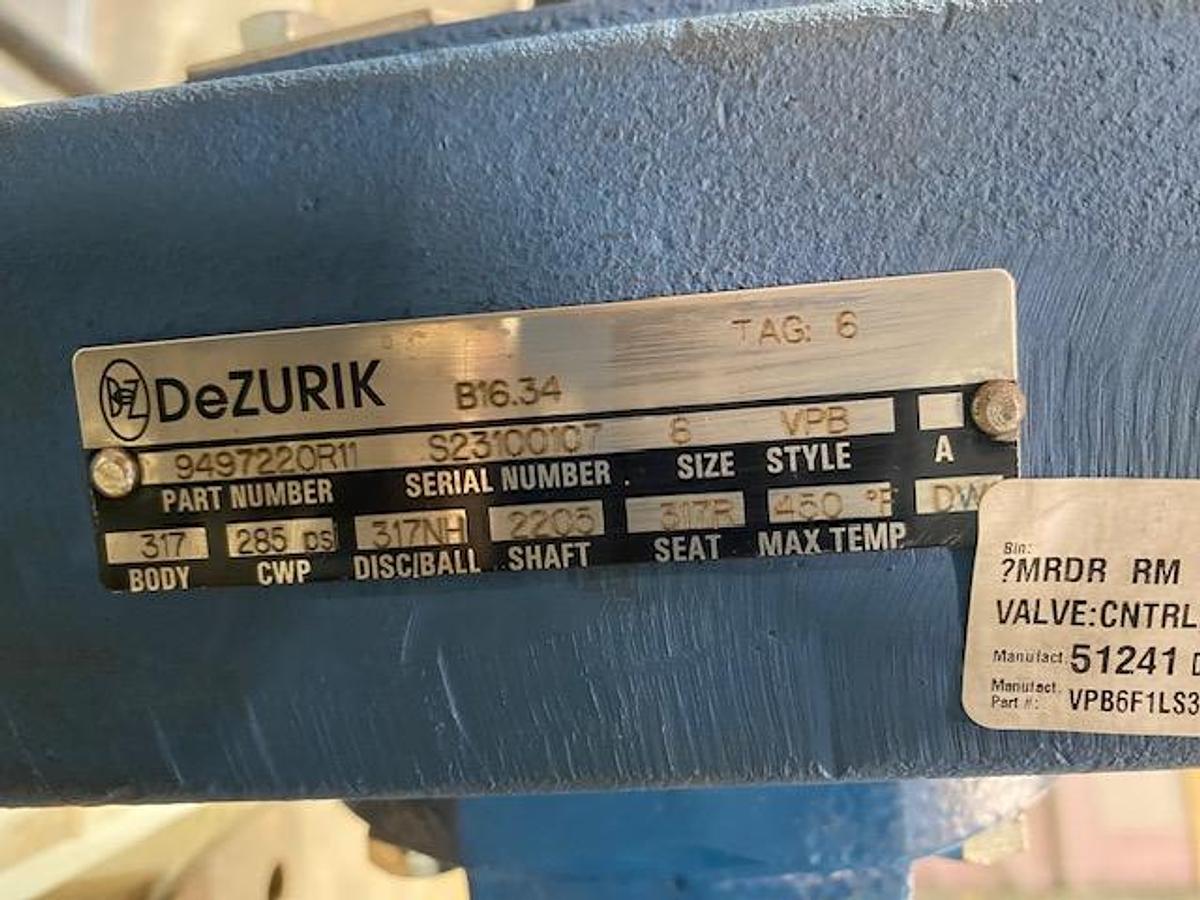 TAG: 6
DEZ DeZURIK B16.34
9497220R11 S23100107 6 VPB
PART NUMBER SERIAL NUMBER SIZE STYLE A
317 285 psi 317NH 2205 317R 450 °F DW
BODY CWP DISC/BALL SHAFT SEAT MAX TEMP
Bin:
?MRDR RM
VALVE:CNTRL
Manufact. 51241
Manufact.
Part #: VPB6F1LS3